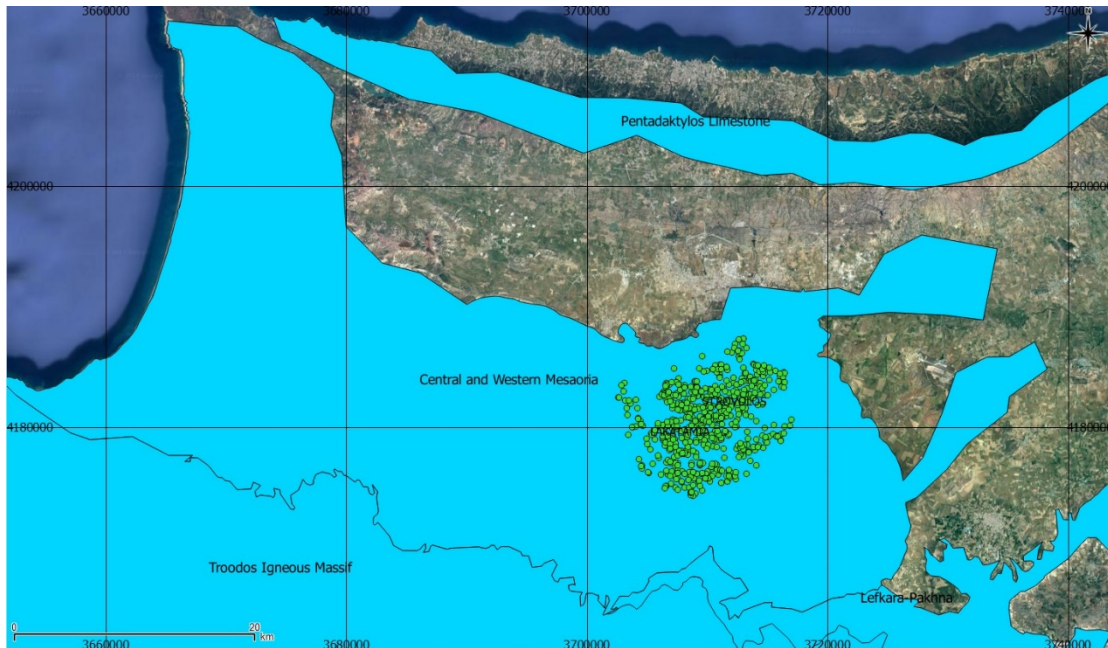 3660000
3680000
3700000
3720000
3740000
Pentadaktylos Limestone
4200000
4200000
Central and Western Mesaoria
STROVOLOS
LAKATAMIA
4180000
4180000
Troodos Igneous Massif
Lefkara-Pakhna
0
20
km
3660000
3680000
3700000
3720000
3740000